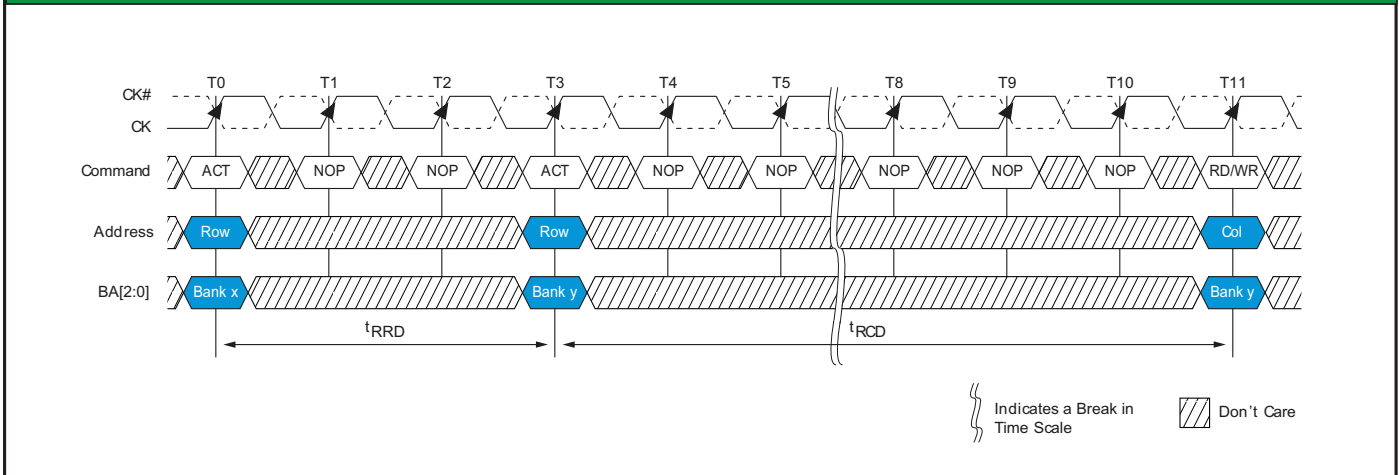 T0 T1 T2 T3 T4 T5 T8 T9 T10 T11
CK#
CK
Command ACT NOP NOP ACT NOP NOP NOP NOP NOP RD/WR
Address Row Row Col
BA[2:0] Bank x Bank y Bank y
tRRD tRCD
Indicates a Break in
Time Scale
Don't Care